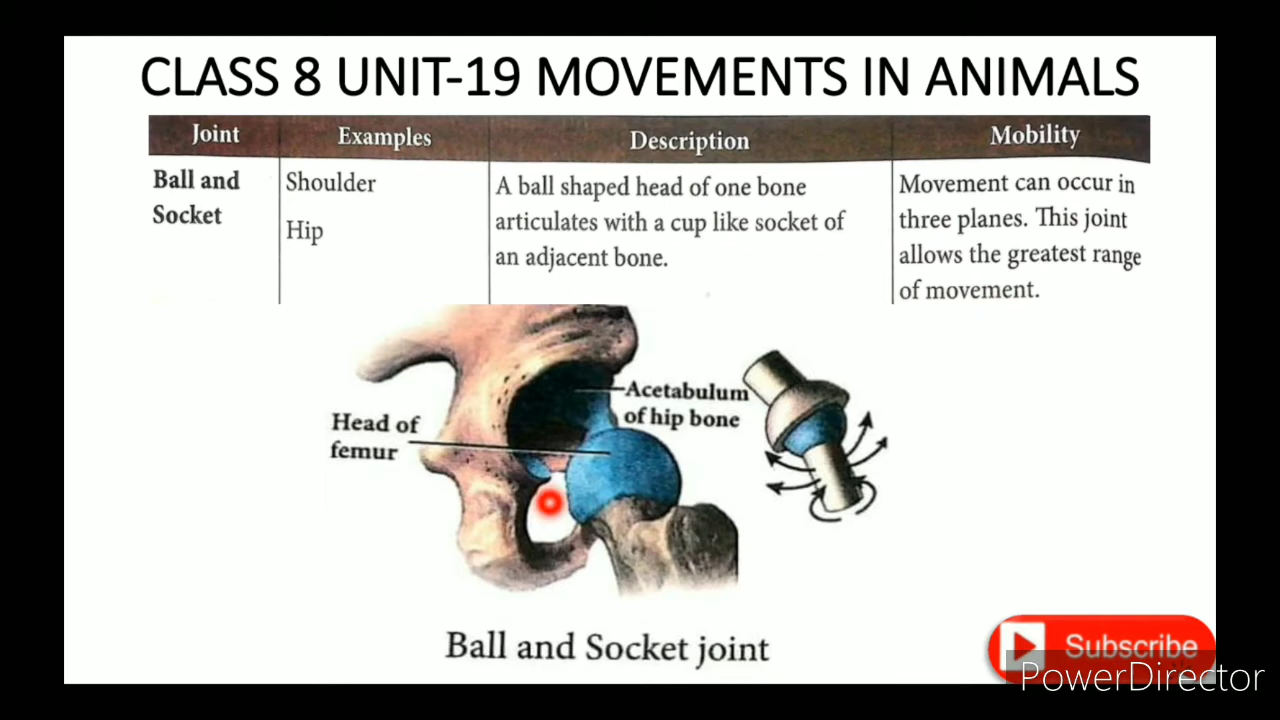 CLASS 8 UNIT-19 MOVEMENTS IN ANIMALS
Joint
Examples
Description
Mobility
Ball and
Socket
Shoulder
Hip
A ball shaped head of one bone
articulates with a cup like socket of
an adjacent bone.
Movement can occur in
three planes. This joint
allows the greatest range
of movement.
Acetabulum
of hip bone
Head of
femur
Ball and Socket joint
Subscribe
PowerDirector